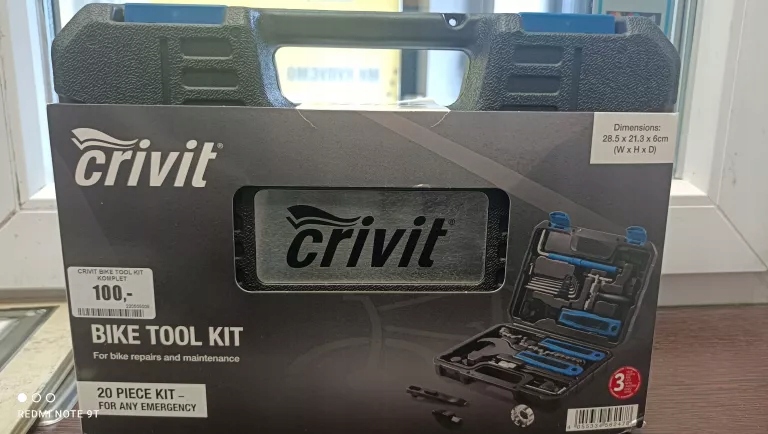 crivit®
Dimensions:
28.5 x 21.3 x 6cm
(W x H x D)
crivit®
CRIVIT BIKE TOOL KIT
KOMPLET
100,-
BIKE TOOL KIT
For bike repairs and maintenance
20 PIECE KIT –
FOR ANY EMERGENCY
3
REDMI NOTE 9T